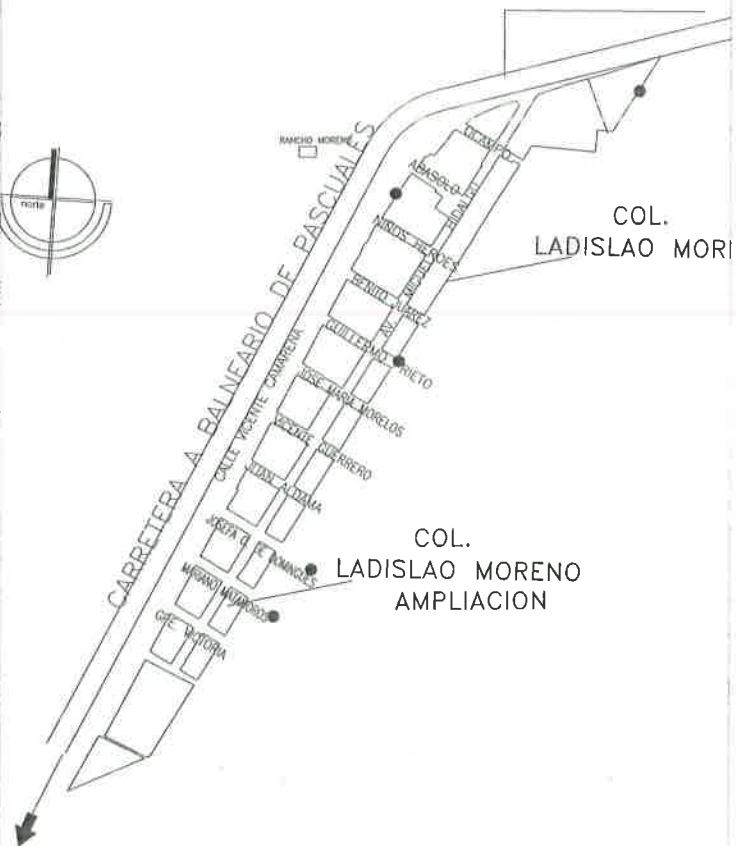 RANCHO MORENO
norte
CARRETERA A BALNEARIO DE PASCUALES
CALLE VICENTE CAMARENA
OCAMPO
ABASOLO
AV. MIGUEL HIDALGO
NIÑOS HEROES
BENITO JUAREZ
GUILLERMO PRIETO
JOSE MARIA MORELOS
VICENTE GUERRERO
JUAN ALDAMA
JOSEFA O. DE DOMINGUES
MARIANO MATAMOROS
GPE. VICTORIA
COL.
LADISLAO MORE
COL.
LADISLAO MORENO
AMPLIACION